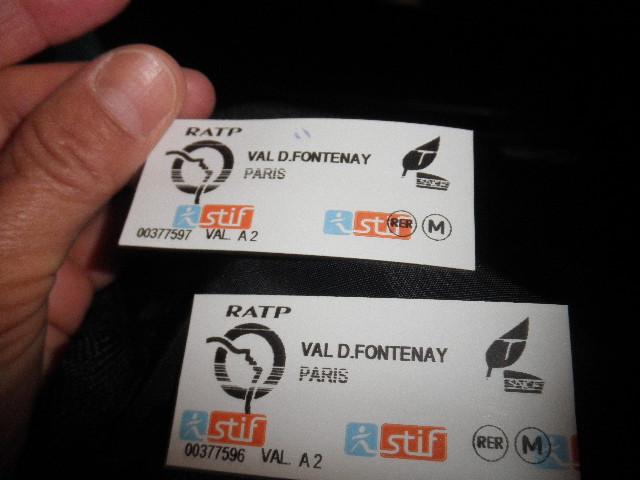 RATP
VAL D.FONTENAY
PARIS
T
SNCF
stif
stif
RER
M
00377597 VAL. A 2
RATP
VAL D.FONTENAY
PARIS
T
SNCF
stif
stif
RER
M
00377596 VAL. A 2